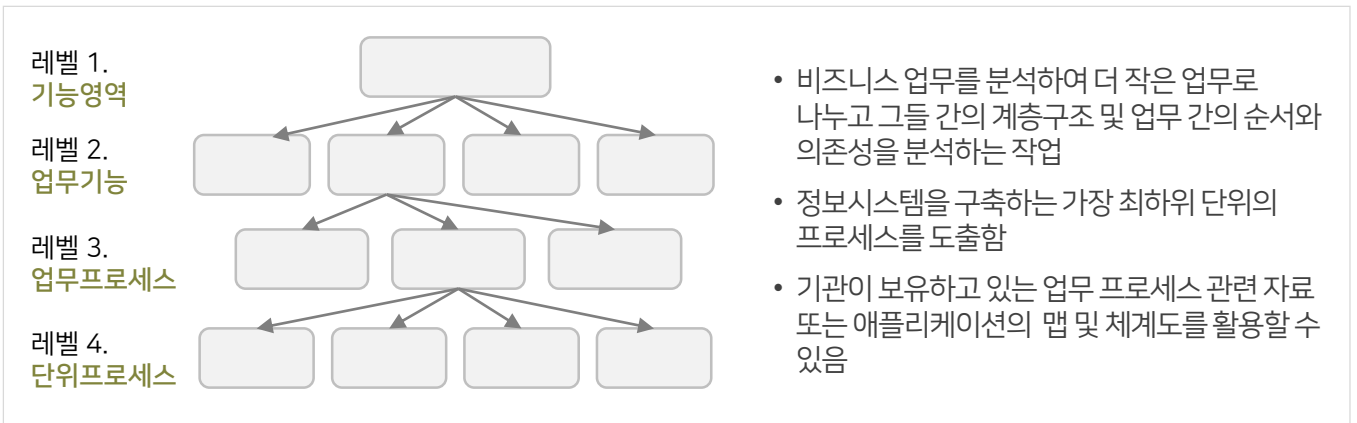 레벨 1.
기능영역
레벨 2.
업무기능
레벨 3.
업무프로세스
레벨 4.
단위프로세스
• 비즈니스 업무를 분석하여 더 작은 업무로
나누고 그들 간의 계층구조 및 업무 간의 순서와
의존성을 분석하는 작업
• 정보시스템을 구축하는 가장 최하위 단위의
프로세스를 도출함
• 기관이 보유하고 있는 업무 프로세스 관련 자료
또는 애플리케이션의 맵 및 체계도를 활용할 수
있음